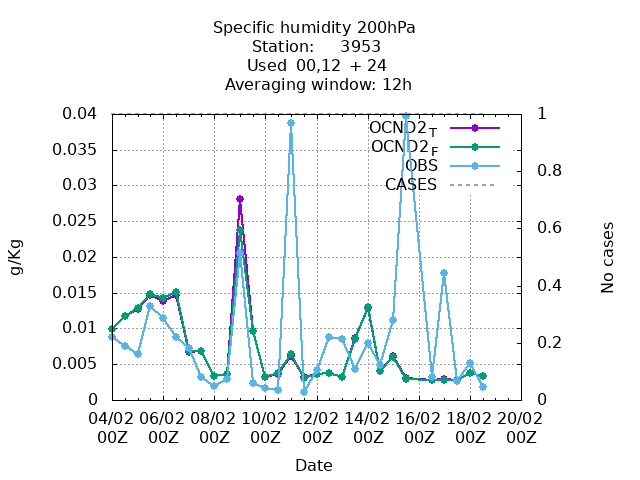 Specific humidity 200hPa
Station: 3953
Used 00,12 + 24
Averaging window: 12h
0.04
0.035
0.03
0.025
0.02
0.015
0.01
0.005
0
g/Kg
1
0.8
0.6
0.4
0.2
0
No cases
OCND2T
OCND2F
OBS
CASES
04/02 06/02 08/02 10/02 12/02 14/02 16/02 18/02 20/02
00Z 00Z 00Z 00Z 00Z 00Z 00Z 00Z 00Z
Date